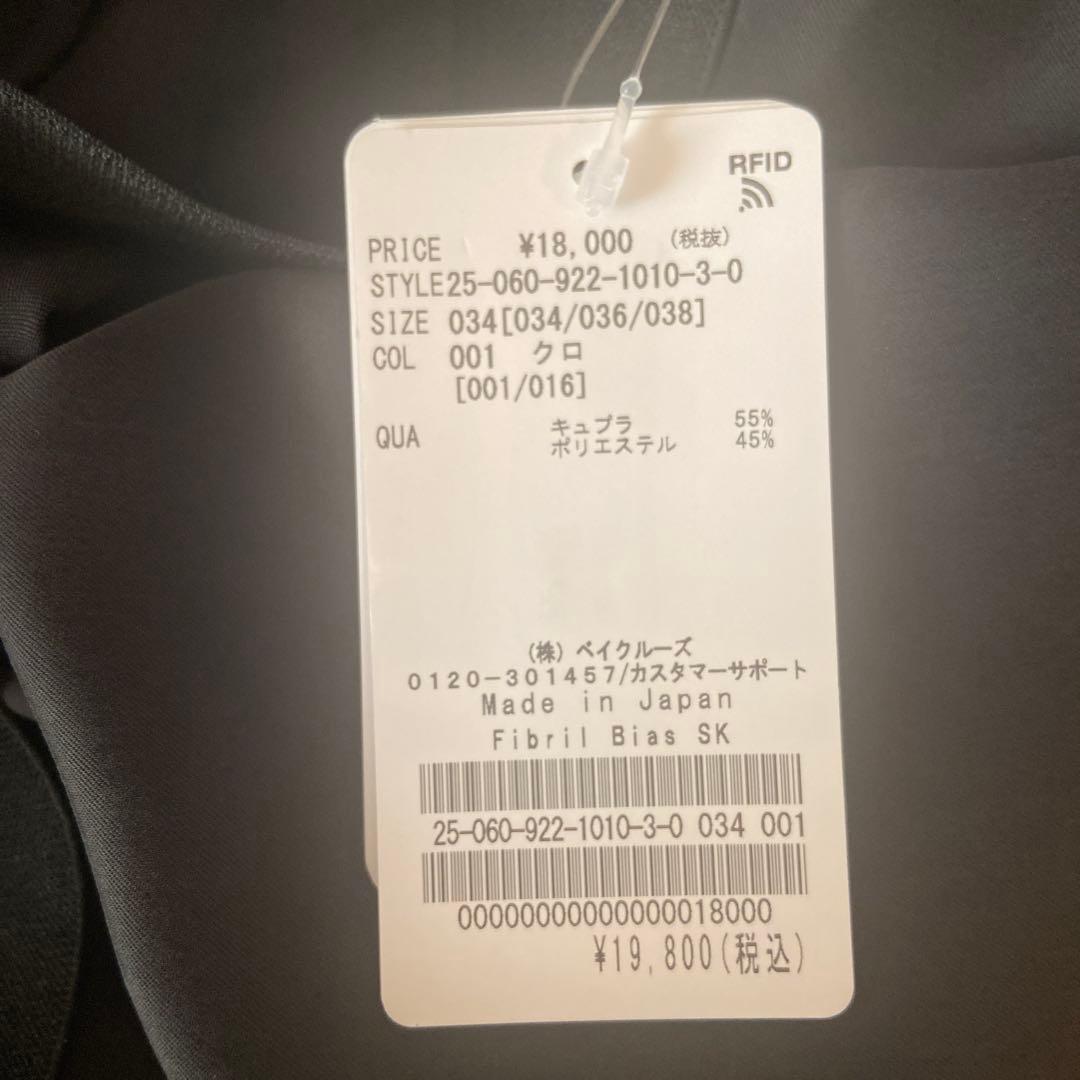 RFID
PRICE ¥18,000 (税抜)
STYLE25-060-922-1010-3-0
SIZE 034[034/036/038]
COL 001 クロ
[001/016]
QUA キュプラ 55%
ポリエステル 45%
(株) ベイクルーズ
0120-301457/カスタマーサポート
Made in Japan
Fibril Bias SK
25-060-922-1010-3-0 034 001
00000000000000018000
¥19,800(税込)